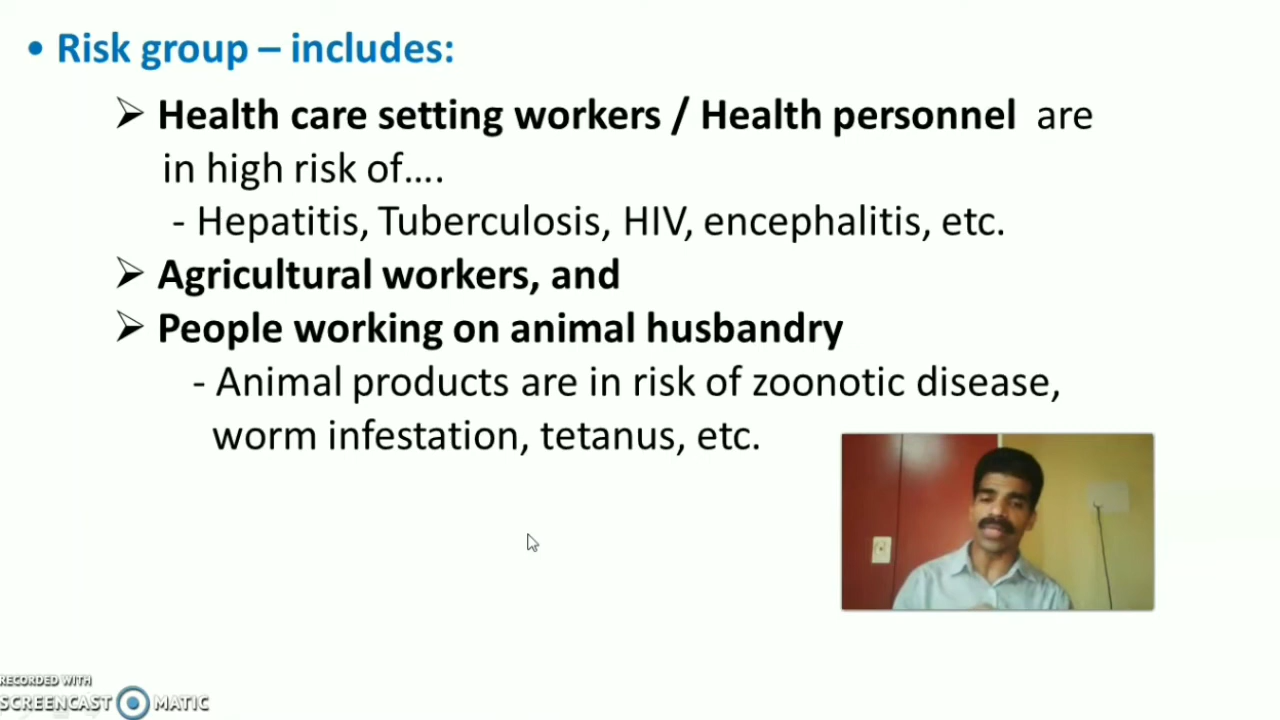 • Risk group – includes:
➢ Health care setting workers / Health personnel are
in high risk of....
- Hepatitis, Tuberculosis, HIV, encephalitis, etc.
➢ Agricultural workers, and
➢ People working on animal husbandry
- Animal products are in risk of zoonotic disease,
worm infestation, tetanus, etc.
RECORDED WITH
SCREENCAST MATIC